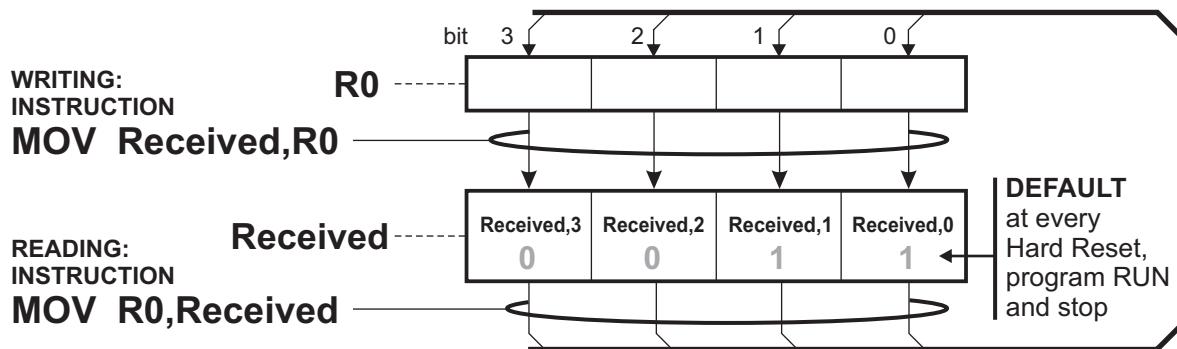 bit 3 2 1 0
WRITING:
INSTRUCTION
R0
MOV Received,R0
Received
Received,3 Received,2 Received,1 Received,0
0 0 1 1
DEFAULT
at every
Hard Reset,
program RUN
and stop
READING:
INSTRUCTION
MOV R0,Received